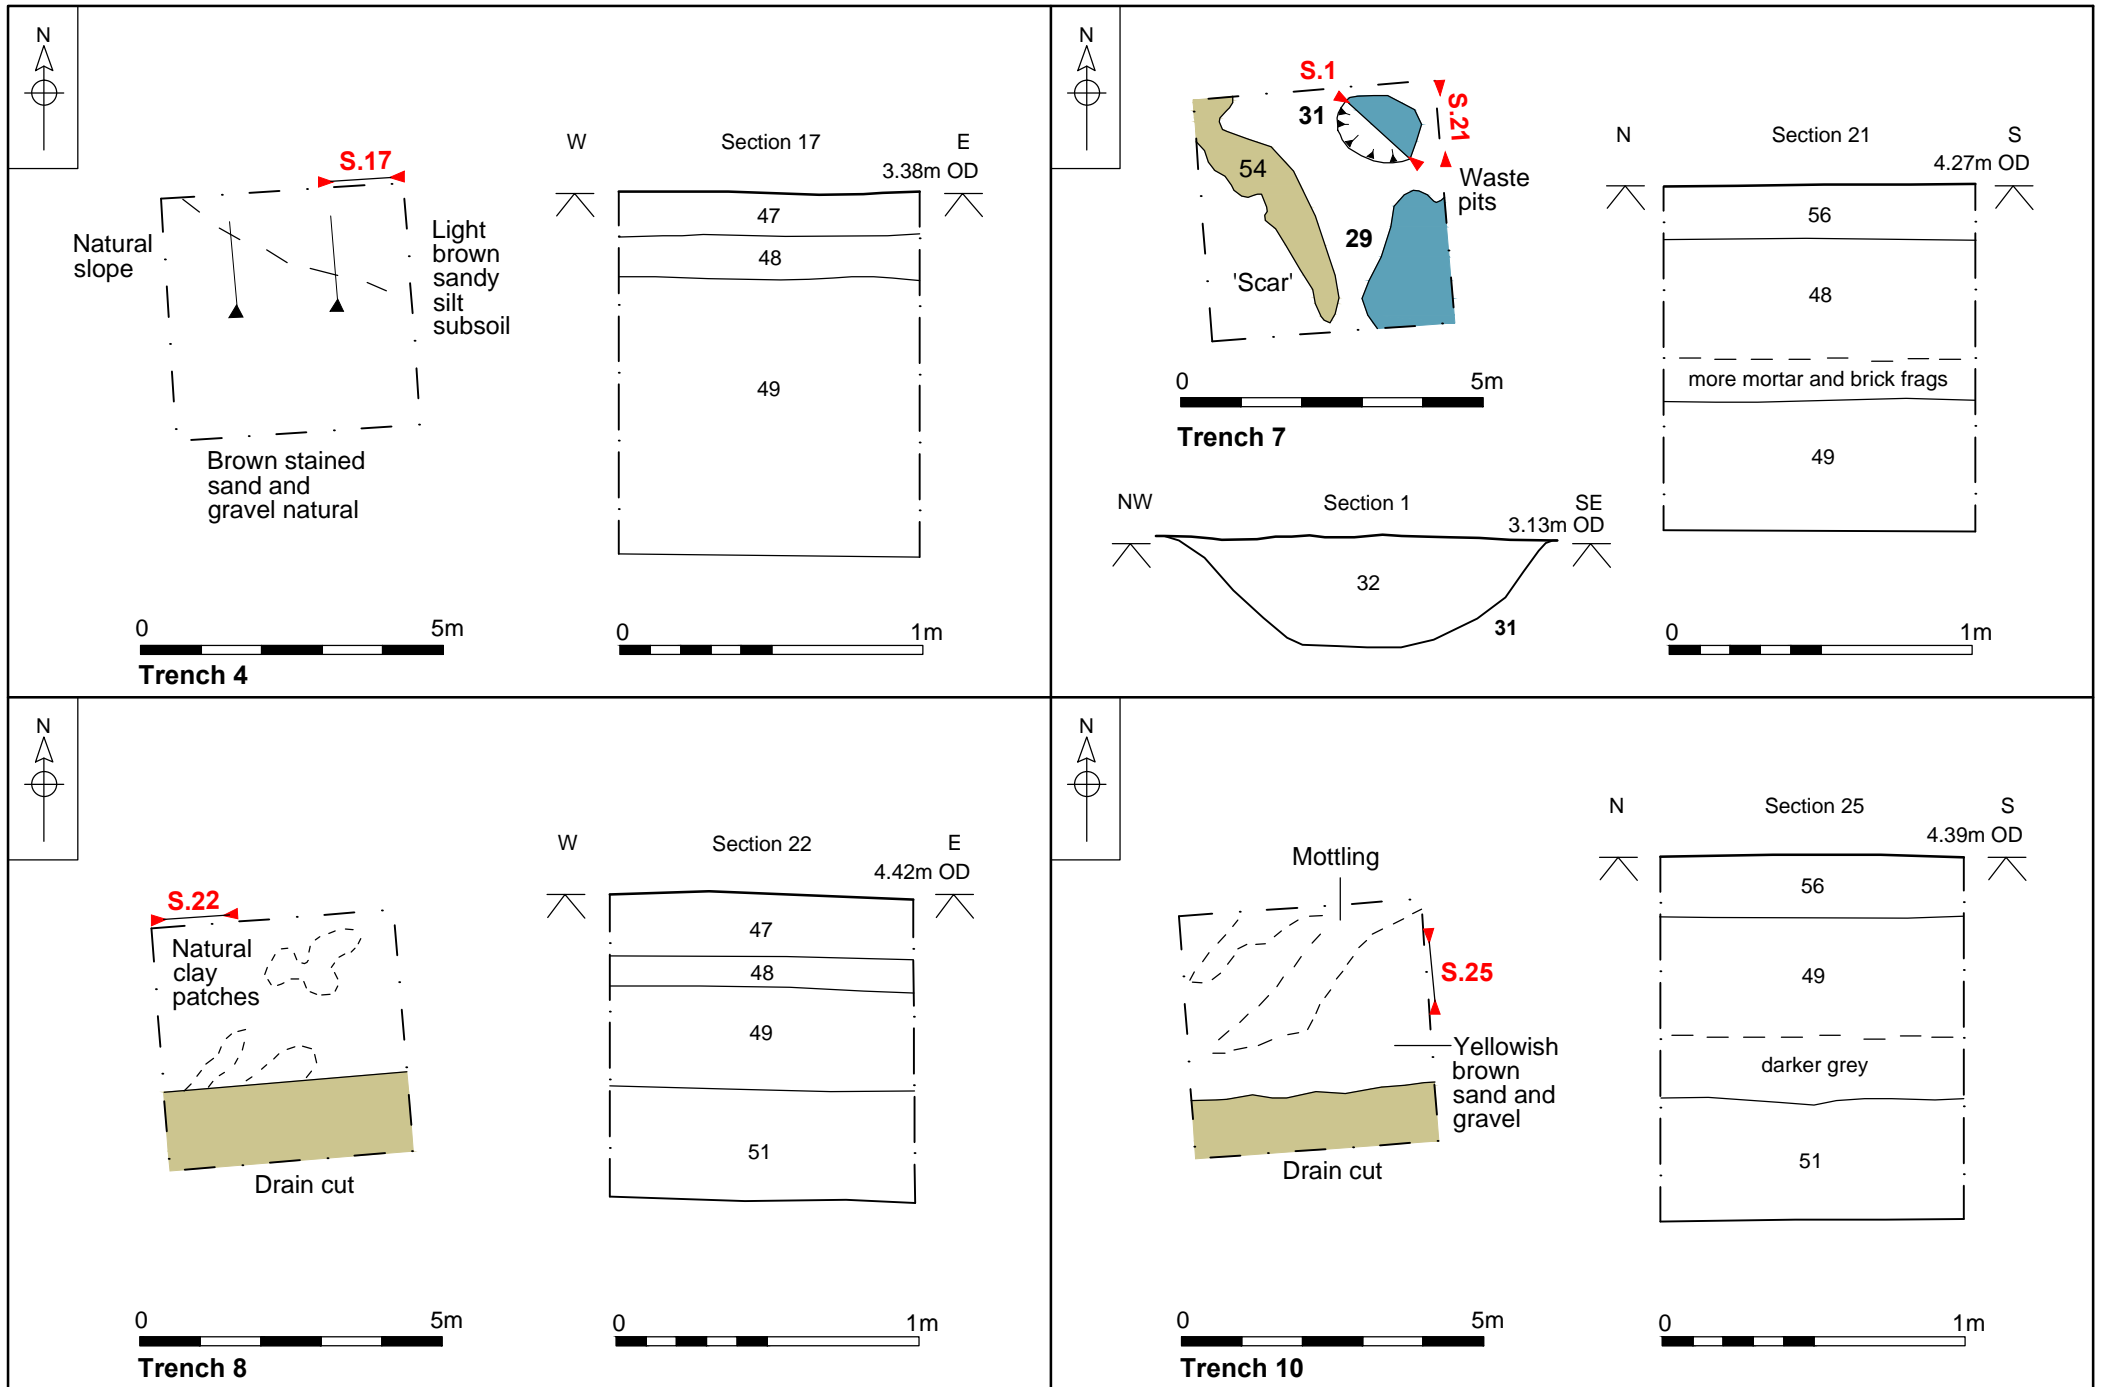 N
S.17
Natural
slope
Light
brown
sandy
silt
subsoil
Brown stained
sand and
gravel natural
0 5m
Trench 4
W Section 17 E
3.38m OD
47
48
49
0 1m
N
S.1
31
S.21
54
Waste
pits
29
'Scar'
0 5m
Trench 7
N Section 21 S
4.27m OD
56
48
more mortar and brick frags
49
0 1m
NW Section 1 SE
3.13m OD
32
31
N
S.22
Natural
clay
patches
Drain cut
0 5m
Trench 8
W Section 22 E
4.42m OD
47
48
49
51
0 1m
N
Mottling
S.25
Yellowish
brown
sand and
gravel
Drain cut
0 5m
Trench 10
N Section 25 S
4.39m OD
56
49
darker grey
51
0 1m